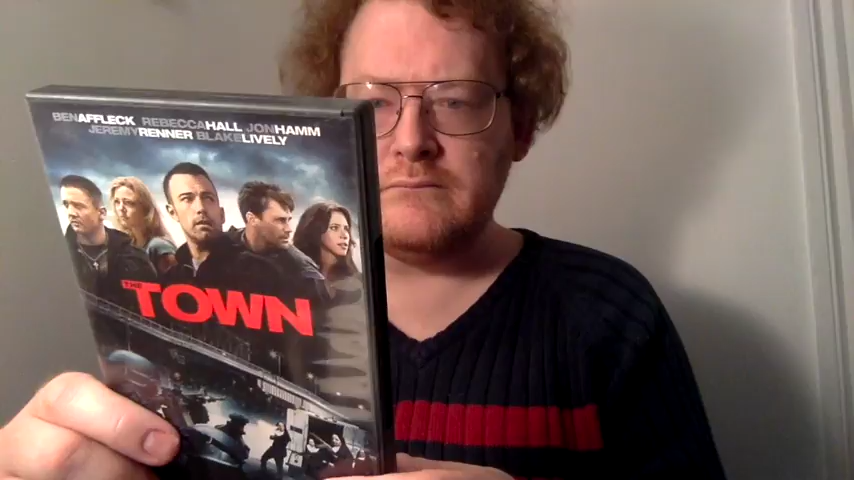 BENAFFLECK REBECCAHALL JONHAMM
JEREMYRENNER BLAKELIVELY
THE
TOWN